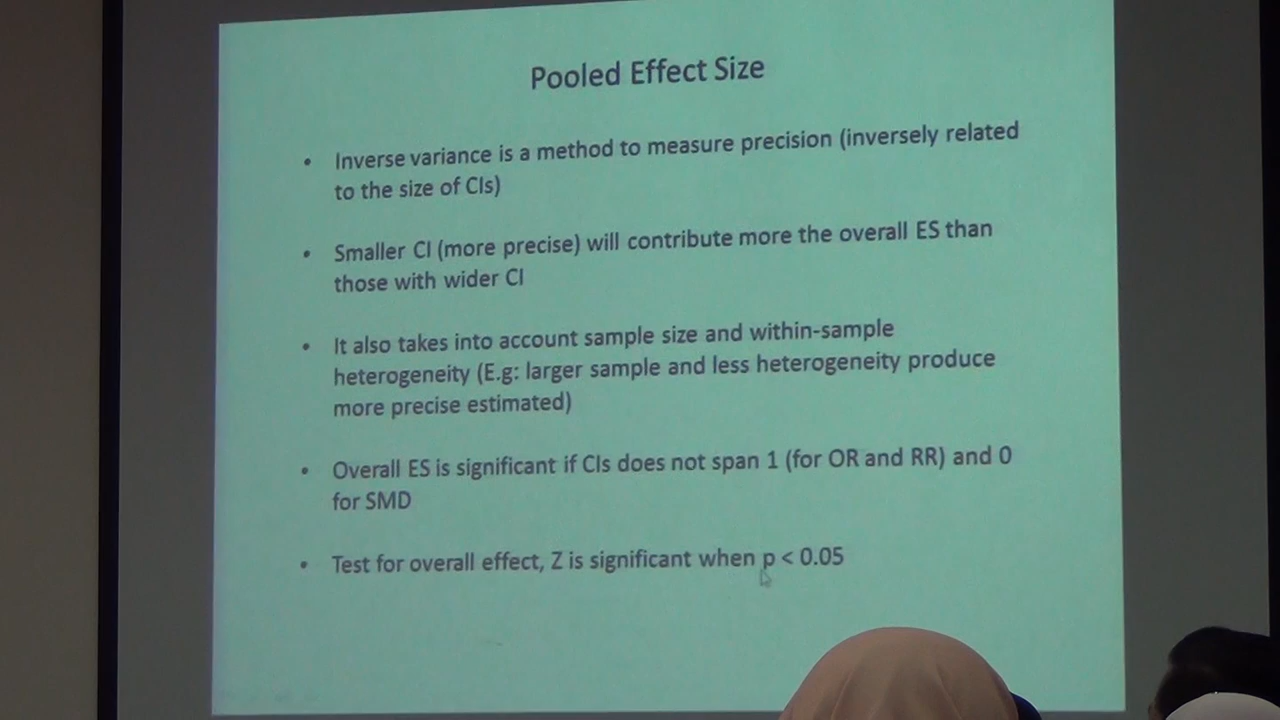 Pooled Effect Size
• Inverse variance is a method to measure precision (inversely related
to the size of CIs)
• Smaller CI (more precise) will contribute more the overall ES than
those with wider CI
• It also takes into account sample size and within-sample
heterogeneity (E.g: larger sample and less heterogeneity produce
more precise estimated)
• Overall ES is significant if CIs does not span 1 (for OR and RR) and 0
for SMD
• Test for overall effect, Z is significant when p < 0.05